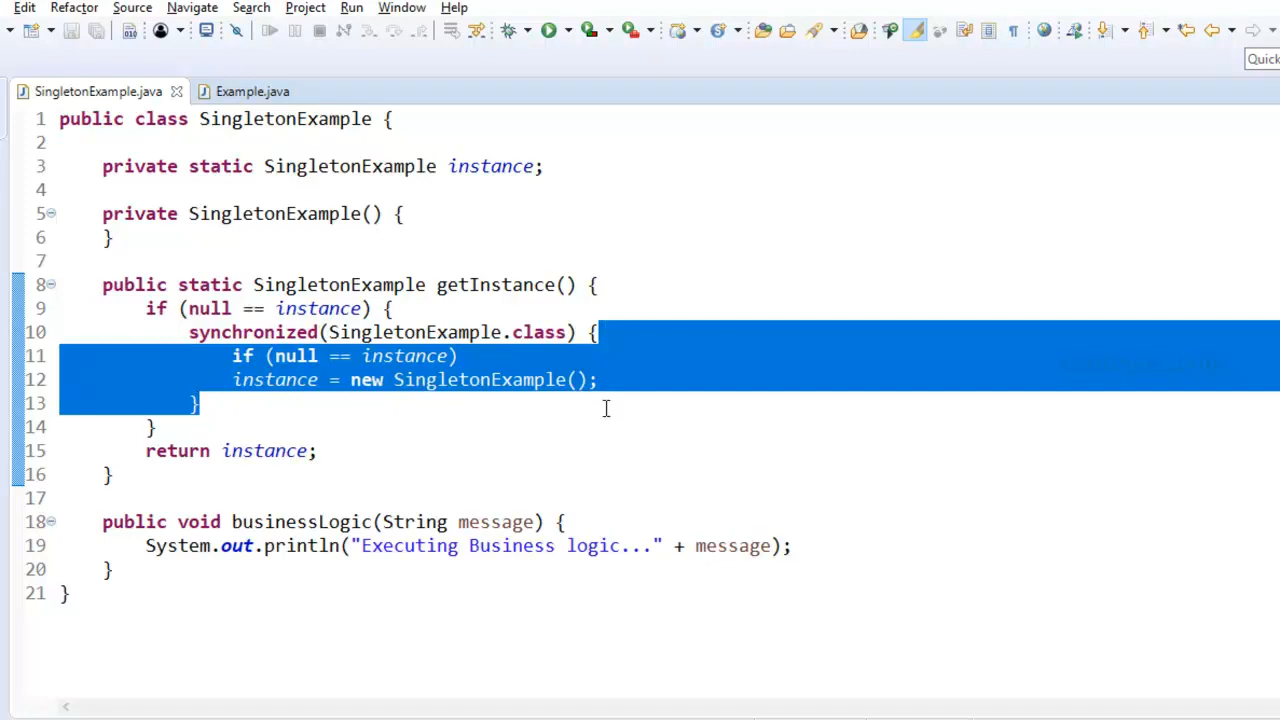 Edit Refactor Source Navigate Search Project Run Window Help
Quick
SingletonExample.java Example.java
1 public class SingletonExample {
2
3 private static SingletonExample instance;
4
5 private SingletonExample() {
6 }
7
8 public static SingletonExample getInstance() {
9 if (null == instance) {
10 synchronized(SingletonExample.class) {
11 if (null == instance)
12 instance = new SingletonExample();
13 }
14 }
15 return instance;
16 }
17
18 public void businessLogic(String message) {
19 System.out.println("Executing Business logic..." + message);
20 }
21 }